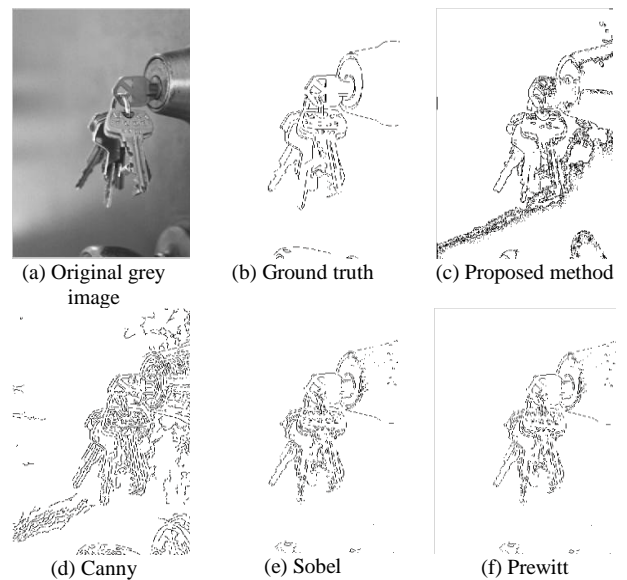 (a) Original grey
image
(b) Ground truth
(c) Proposed method
(d) Canny
(e) Sobel
(f) Prewitt